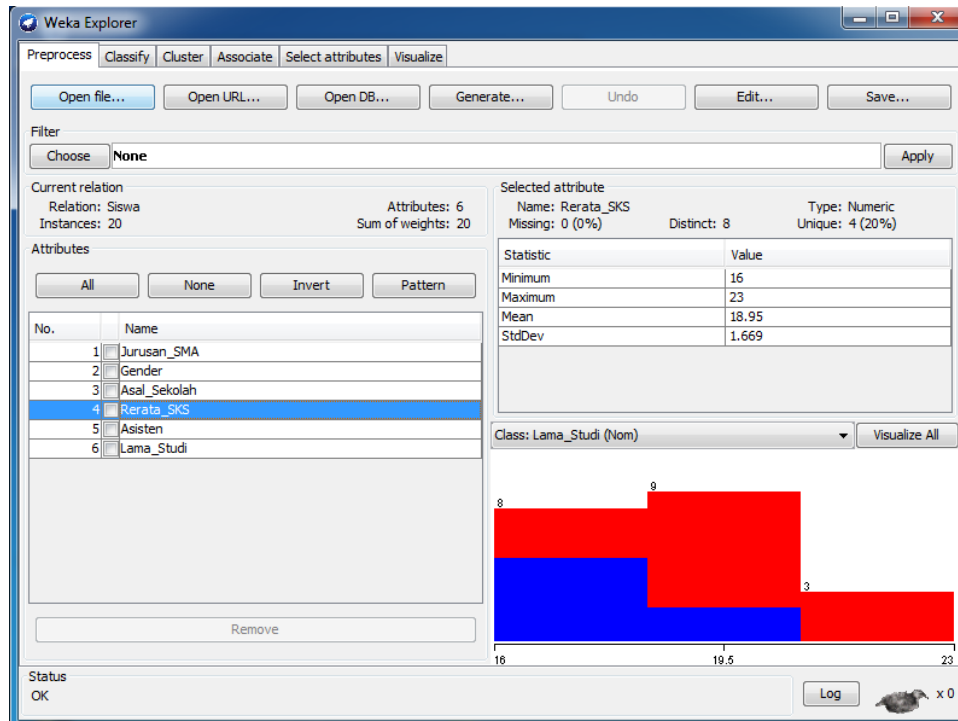 Weka Explorer
Preprocess Classify Cluster Associate Select attributes Visualize
Open file... Open URL... Open DB... Generate... Undo Edit... Save...
Filter
Choose None Apply
Current relation
Relation: Siswa Attributes: 6
Instances: 20 Sum of weights: 20
Attributes
All None Invert Pattern
No. Name
1 Jurusan_SMA
2 Gender
3 Asal_Sekolah
4 Rerata_SKS
5 Asisten
6 Lama_Studi
Remove
Selected attribute
Name: Rerata_SKS Type: Numeric
Missing: 0 (0%) Distinct: 8 Unique: 4 (20%)
Statistic Value
Minimum 16
Maximum 23
Mean 18.95
StdDev 1.669
Class: Lama_Studi (Nom) Visualize All
8 9 3
16 19.5 23
Status
OK Log x 0